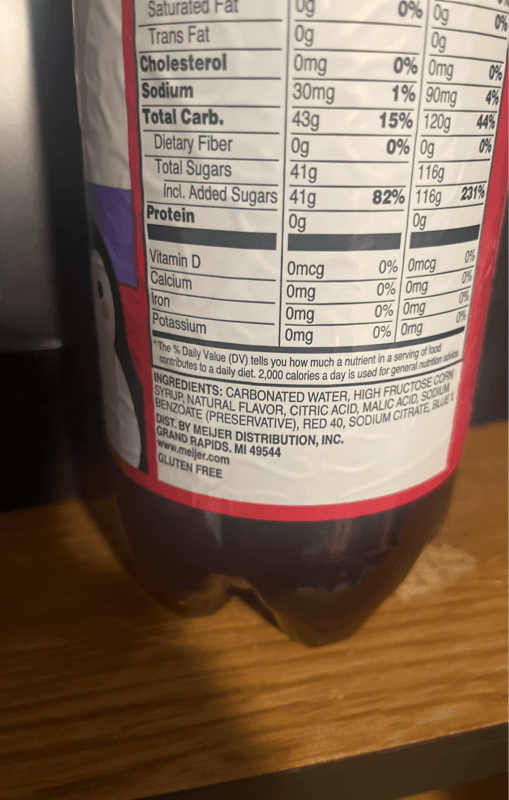 Saturated Fat 0g 0% 0g 0%
Trans Fat 0g 0g
Cholesterol 0mg 0% 0mg 0%
Sodium 30mg 1% 90mg 4%
Total Carb. 43g 15% 120g 44%
Dietary Fiber 0g 0% 0g 0%
Total Sugars 41g 116g
Incl. Added Sugars 41g 82% 116g 231%
Protein 0g 0g
Vitamin D 0mcg 0% 0mcg 0%
Calcium 0mg 0% 0mg 0%
Iron 0mg 0% 0mg 0%
Potassium 0mg 0% 0mg 0%
*The % Daily Value (DV) tells you how much a nutrient in a serving of food
contributes to a daily diet. 2,000 calories a day is used for general nutrition advice.
INGREDIENTS: CARBONATED WATER, HIGH FRUCTOSE CORN
SYRUP, NATURAL FLAVOR, CITRIC ACID, MALIC ACID, SODIUM
BENZOATE (PRESERVATIVE), RED 40, SODIUM CITRATE, BLUE
DIST. BY MEIJER DISTRIBUTION, INC.
GRAND RAPIDS. MI 49544
www.meijer.com
GLUTEN FREE